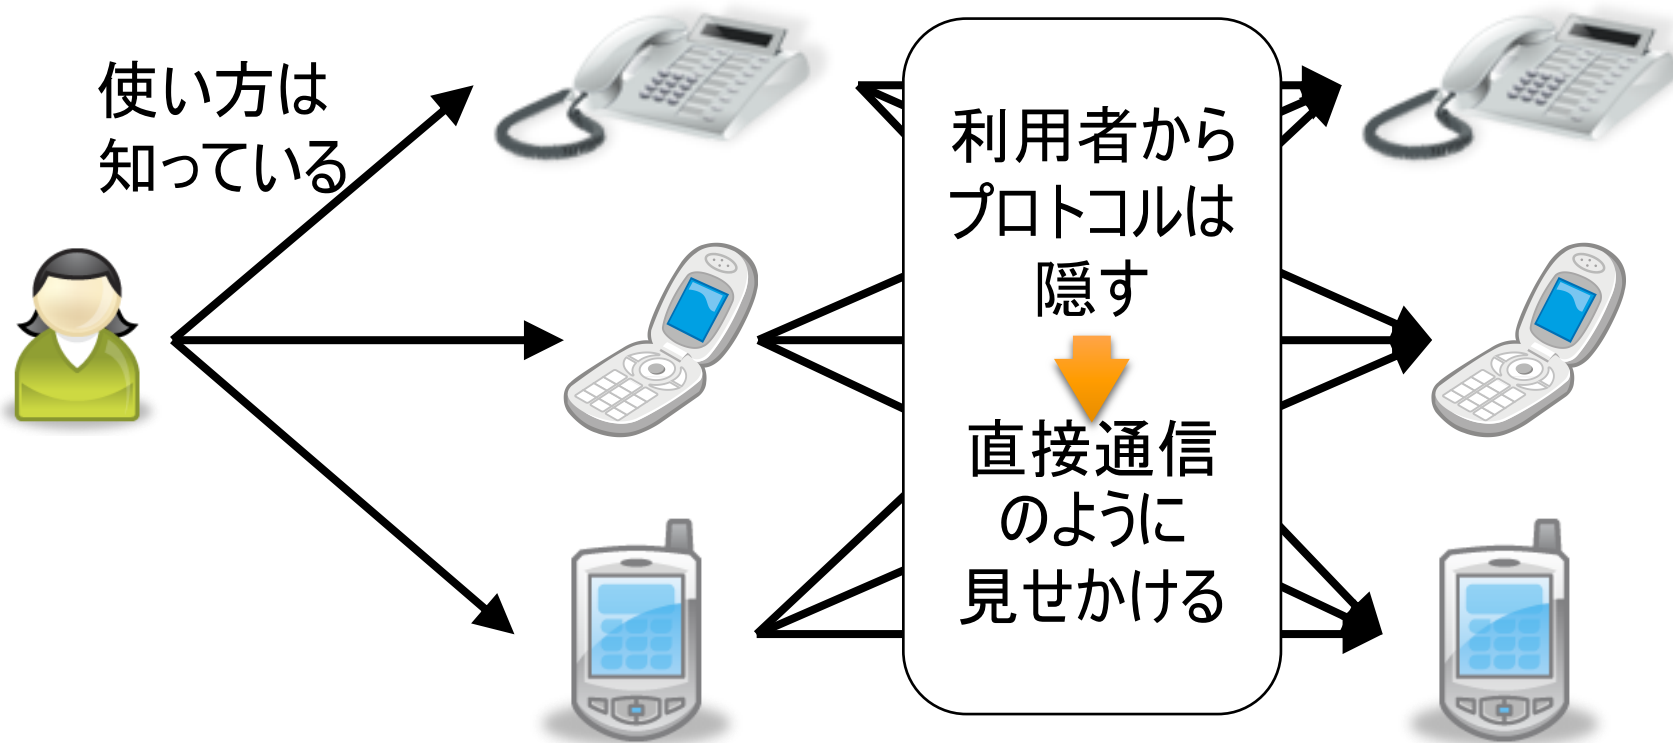 使い方は
知っている
利用者から
プロトコルは
隠す
直接通信
のように
見せかける